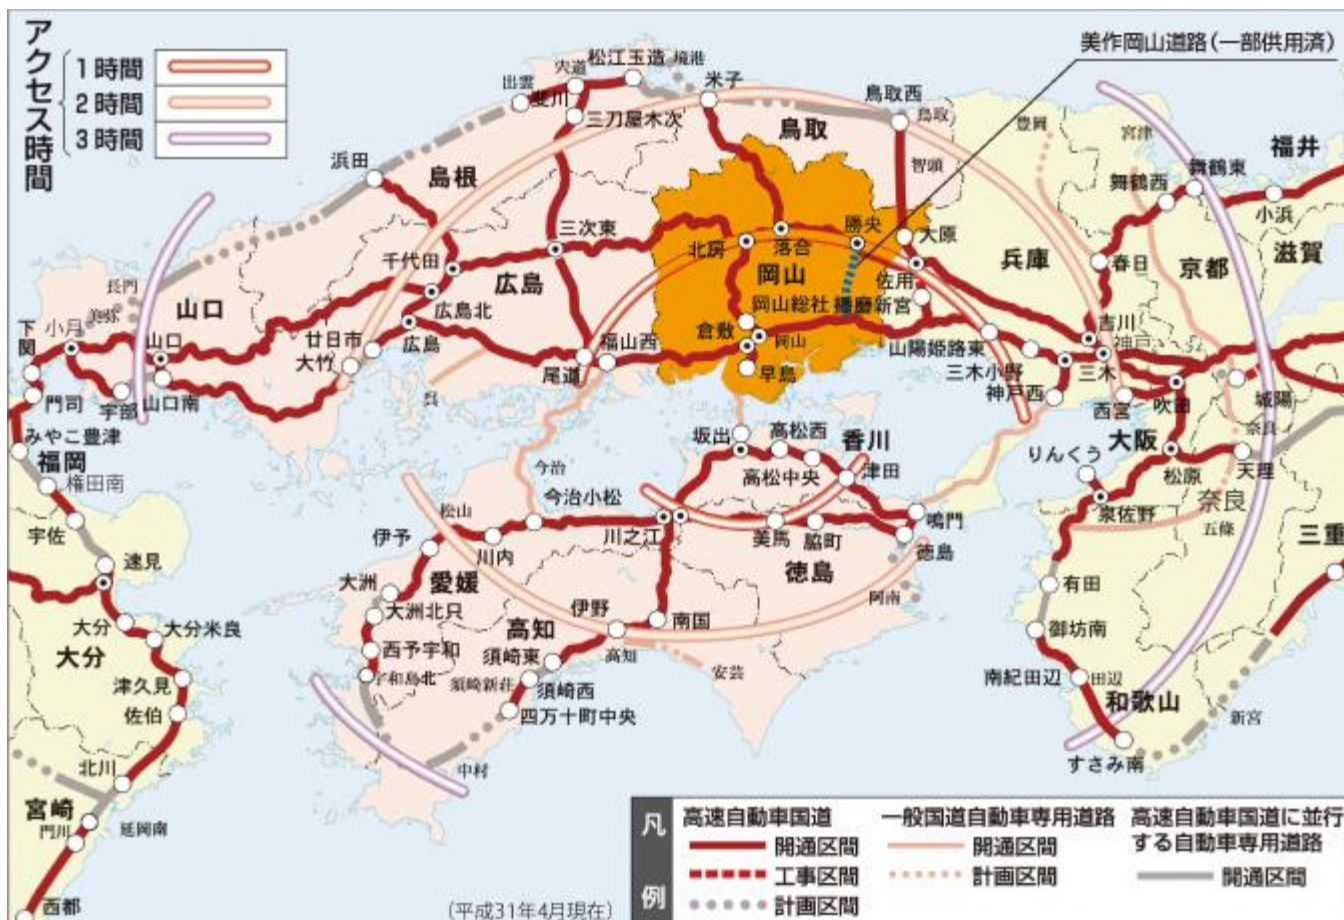 アクセス時間
1時間
2時間
3時間
美作岡山道路(一部供用済)
松江玉造
境港
宍道
出雲
斐川
米子
三刀屋木次
鳥取西
鳥取
鳥取
豊岡
宮津
舞鶴東
舞鶴西
福井
小浜
滋賀
浜田
島根
智頭
三次東
北房
落合
勝央
大原
兵庫
春日
京都
千代田
広島
岡山
佐用
長門
美祢
山口
広島北
岡山総社
播磨新宮
吉川
小月
山口
廿日市
広島
福山西
倉敷
岡山
山陽姫路東
神戸
下関
大竹
尾道
早島
三木小野
三木
門司
宇部
山口南
呉
神戸西
西宮
吹田
城陽
みやこ豊津
坂出
高松西
香川
大阪
奈良
福岡
今治
高松中央
津田
りんくう
松原
天理
権田南
松山
今治小松
鳴門
泉佐野
奈良
五條
宇佐
伊予
川内
川之江
美馬
脇町
徳島
三重
速見
大洲
愛媛
徳島
阿南
有田
大分
大分米良
大洲北只
伊野
南国
御坊南
大分
西予宇和
高知
須崎東
高知
安芸
津久見
宇和島北
須崎新荘
須崎西
南紀田辺
田辺
佐伯
四万十町中央
和歌山
新宮
北川
中村
すさみ南
宮崎
門川
延岡南
西都
(平成31年4月現在)
凡例
高速自動車国道
開通区間
工事区間
計画区間
一般国道自動車専用道路
開通区間
計画区間
高速自動車国道に並行
する自動車専用道路
開通区間